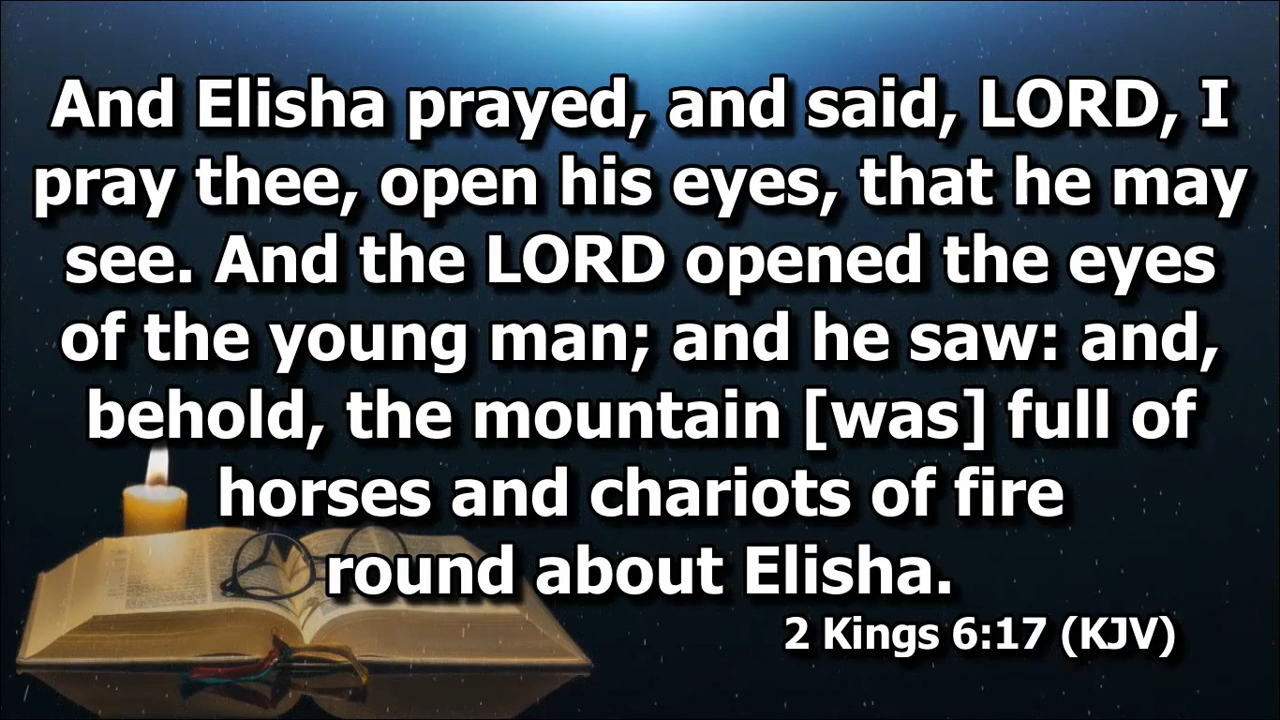 And Elisha prayed, and said, LORD, I
pray thee, open his eyes, that he may
see. And the LORD opened the eyes
of the young man; and he saw: and,
behold, the mountain [was] full of
horses and chariots of fire
round about Elisha.
2 Kings 6:17 (KJV)